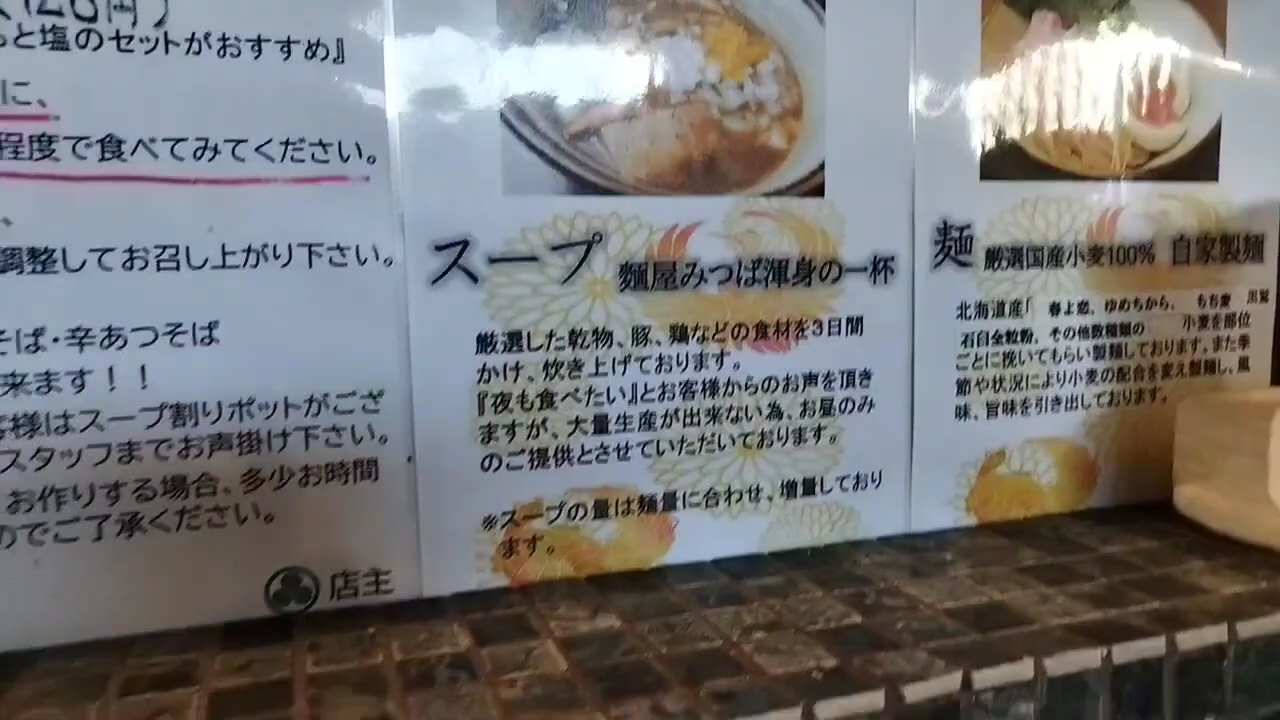 と塩のセットがおすすめ』
に、
程度で食べてみてください。
調整してお召し上がり下さい。
そば・辛あつそば
来ます！！
客様はスープ割りポットがござ
スタッフまでお声掛け下さい。
お作りする場合、多少お時間
のでご了承ください。
店主
スープ 麵屋みつば渾身の一杯
厳選した乾物、豚、鶏などの食材を3日間
かけ、炊き上げております。
『夜も食べたい』とお客様からのお声を頂き
ますが、大量生産が出来ない為、お昼のみ
のご提供とさせていただいております。
※スープの量は麺量に合わせ、増量しており
ます。
麺 厳選国産小麦100% 自家製麺
北海道産「春よ恋、ゆめちから、もち麦
石臼全粒粉、その他数種類の 小麦を部位
ごとに挽いてもらい製麺しております。また季
節や状況により小麦の配合を変え製麺し、風
味、旨味を引き出しております。